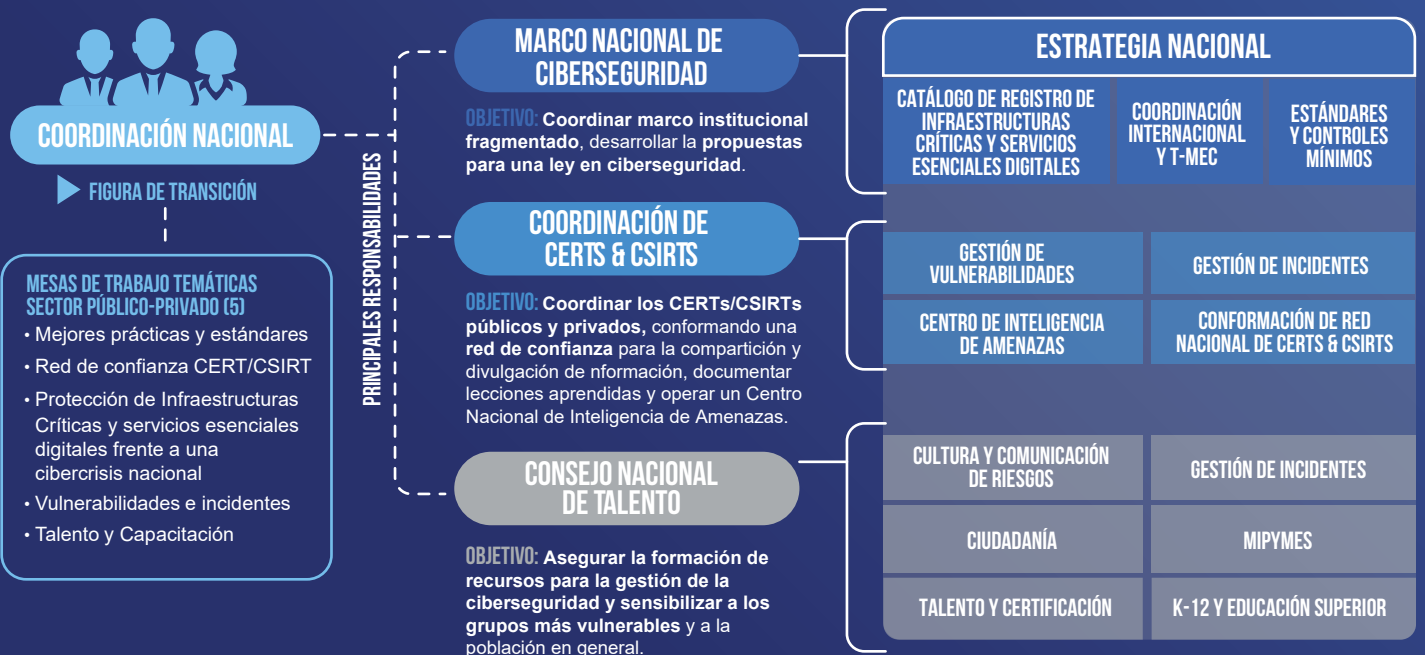 COORDINACIÓN NACIONAL
FIGURA DE TRANSICIÓN
MESAS DE TRABAJO TEMÁTICAS
SECTOR PÚBLICO-PRIVADO (5)
• Mejores prácticas y estándares
• Red de confianza CERT/CSIRT
• Protección de Infraestructuras
Críticas y servicios esenciales
digitales frente a una
cibercrisis nacional
• Vulnerabilidades e incidentes
• Talento y Capacitación
PRINCIPALES RESPONSABILIDADES
MARCO NACIONAL DE
CIBERSEGURIDAD
OBJETIVO: Coordinar marco institucional
fragmentado, desarrollar la propuestas
para una ley en ciberseguridad.
COORDINACIÓN DE
CERTS & CSIRTS
OBJETIVO: Coordinar los CERTs/CSIRTs
públicos y privados, conformando una
red de confianza para la compartición y
divulgación de nformación, documentar
lecciones aprendidas y operar un Centro
Nacional de Inteligencia de Amenazas.
CONSEJO NACIONAL
DE TALENTO
OBJETIVO: Asegurar la formación de
recursos para la gestión de la
ciberseguridad y sensibilizar a los
grupos más vulnerables y a la
población en general.
ESTRATEGIA NACIONAL
CATÁLOGO DE REGISTRO DE
INFRAESTRUCTURAS
CRÍTICAS Y SERVICIOS
ESENCIALES DIGITALES
COORDINACIÓN
INTERNACIONAL
Y T-MEC
ESTÁNDARES
Y CONTROLES
MÍNIMOS
GESTIÓN DE
VULNERABILIDADES
GESTIÓN DE INCIDENTES
CENTRO DE INTELIGENCIA
DE AMENAZAS
CONFORMACIÓN DE RED
NACIONAL DE CERTS & CSIRTS
CULTURA Y COMUNICACIÓN
DE RIESGOS
GESTIÓN DE INCIDENTES
CIUDADANÍA
MIPYMES
TALENTO Y CERTIFICACIÓN
K-12 Y EDUCACIÓN SUPERIOR